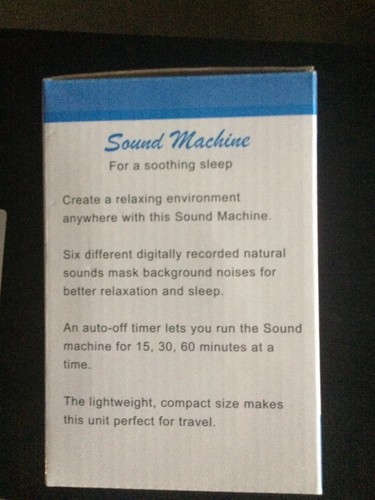 Sound Machine
For a soothing sleep
Create a relaxing environment
anywhere with this Sound Machine.
Six different digitally recorded natural
sounds mask background noises for
better relaxation and sleep.
An auto-off timer lets you run the Sound
machine for 15, 30, 60 minutes at a
time.
The lightweight, compact size makes
this unit perfect for travel.